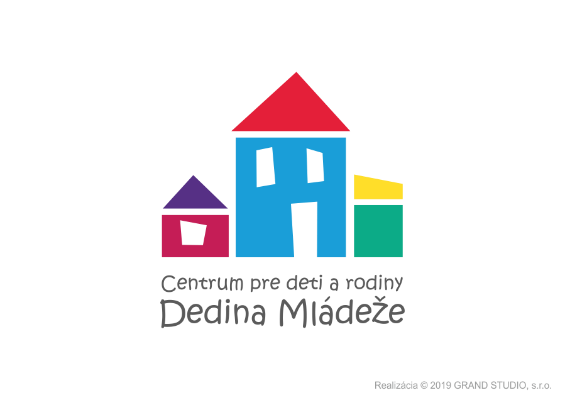 Centrum pre deti a rodiny
Dedina Mládeže
Realizácia © 2019 GRAND STUDIO, s.r.o.